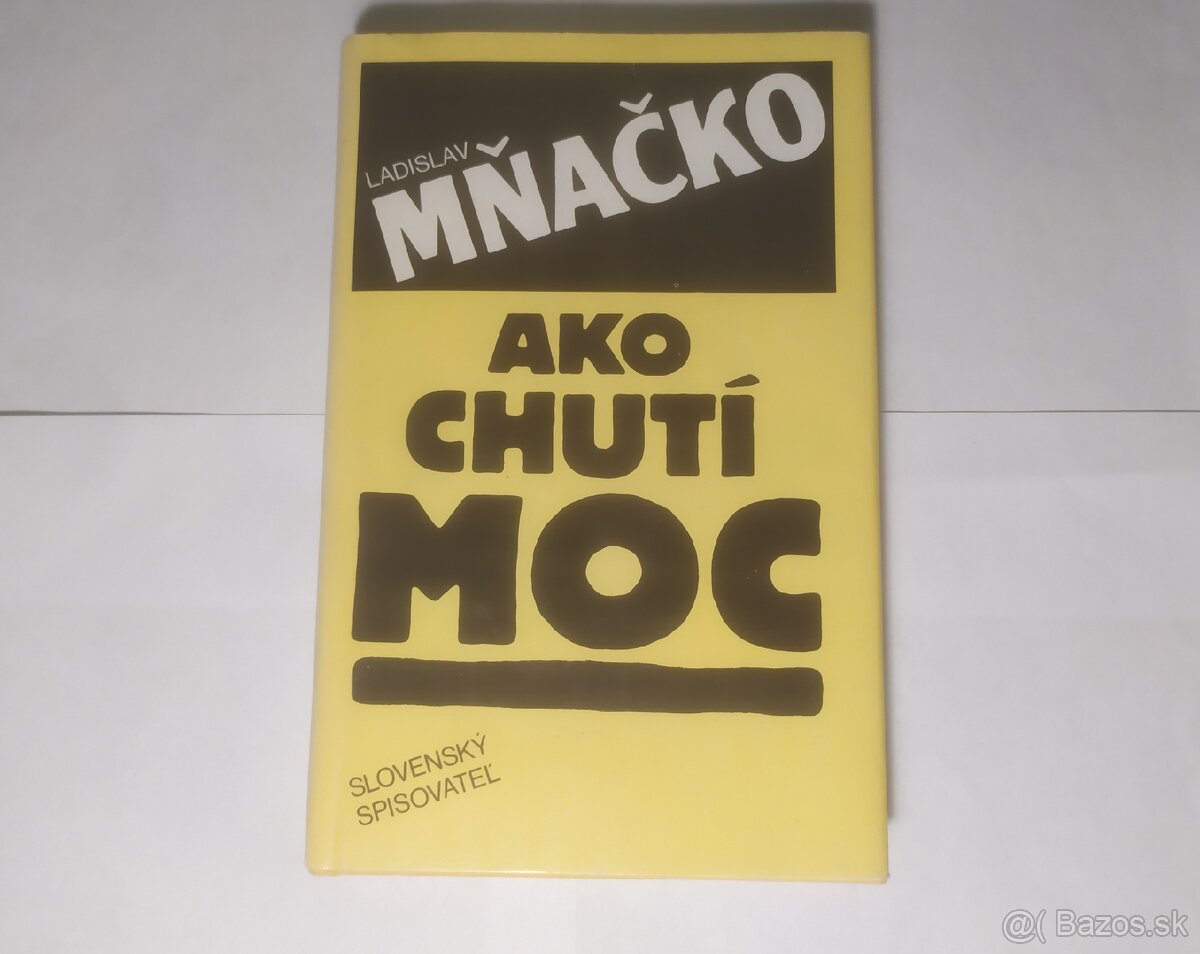 LADISLAV
MŇAČKO
AKO
CHUTÍ
MOC
SLOVENSKÝ
SPISOVATEĽ
@( Bazos.sk